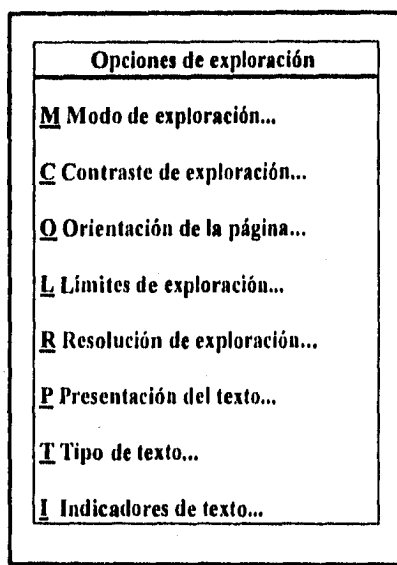 Opciones de exploración
M Modo de exploración...
C Contraste de exploración...
O Orientación de la página...
L Límites de exploración...
R Resolución de exploración...
P Presentación del texto...
T Tipo de texto...
I Indicadores de texto...